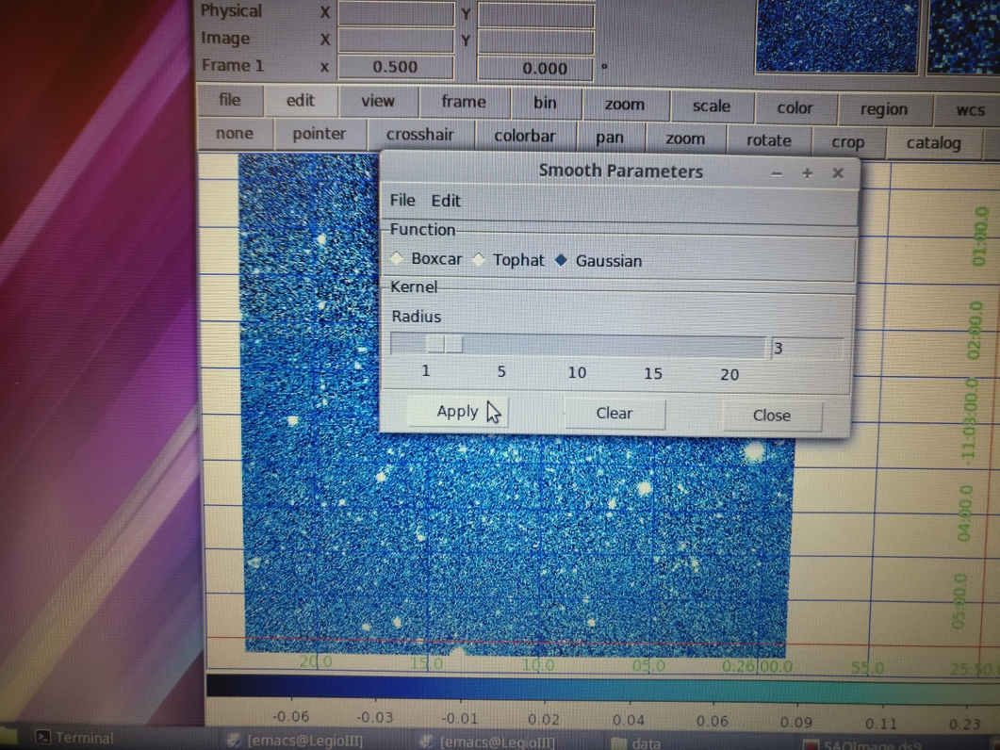 Physical X Y
Image X Y
Frame 1 x 0.500 0.000 °
file edit view frame bin zoom scale color region wcs
none pointer crosshair colorbar pan zoom rotate crop catalog
Smooth Parameters
File Edit
Function
Boxcar Tophat Gaussian
Kernel
Radius
3
1 5 10 15 20
Apply Clear Close
01:00.0
02:00.0
-11:03:00.0
04:00.0
05:00.0
20.0 15.0 10.0 05.0 0:26:00.0 55.0 25:50.0
-0.06 -0.03 -0.01 0.02 0.04 0.06 0.09 0.11 0.23
Terminal [emacs@LegioIII] [emacs@LegioIII] data SAOImage ds9